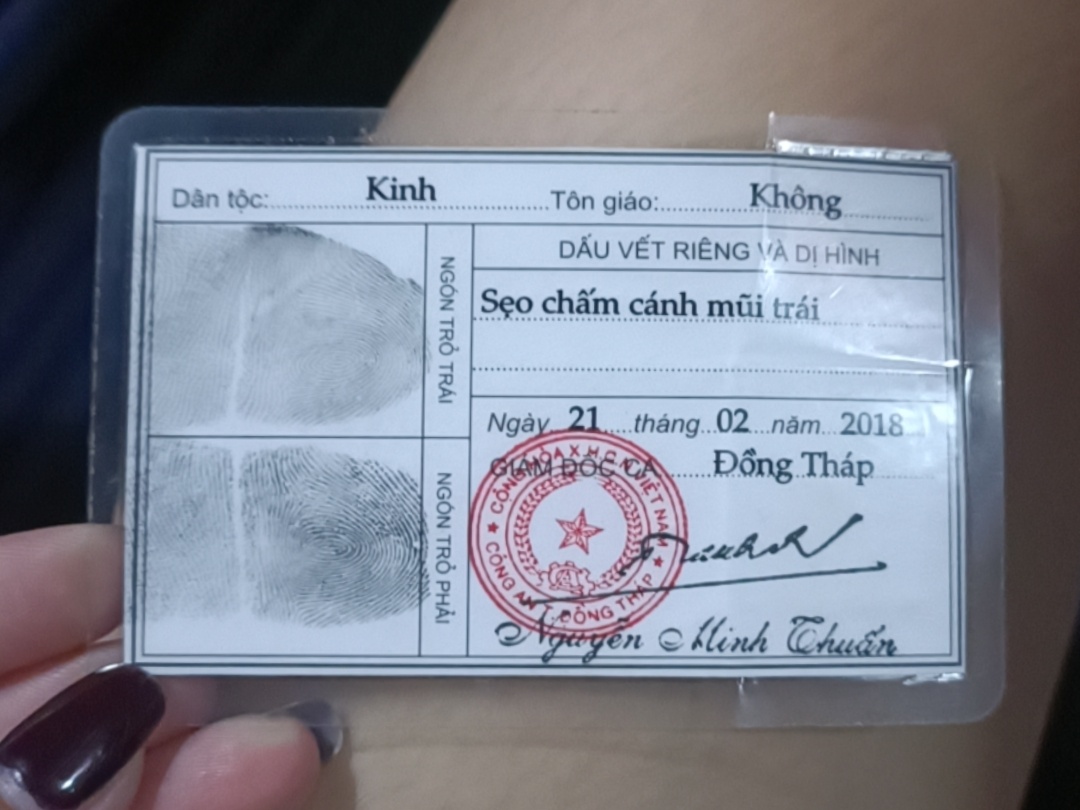 Dân tộc: Kinh Tôn giáo: Không
NGÓN TRỎ TRÁI
DẤU VẾT RIÊNG VÀ DỊ HÌNH
Sẹo chấm cánh mũi trái
NGÓN TRỎ PHẢI
Ngày 21 tháng 02 năm 2018
GIÁM ĐỐC CA Đồng Tháp
CỘNG HÒA X.H.C.N VIỆT NAM
CÔNG AN T. ĐỒNG THÁP
Nguyễn Minh Thuấn